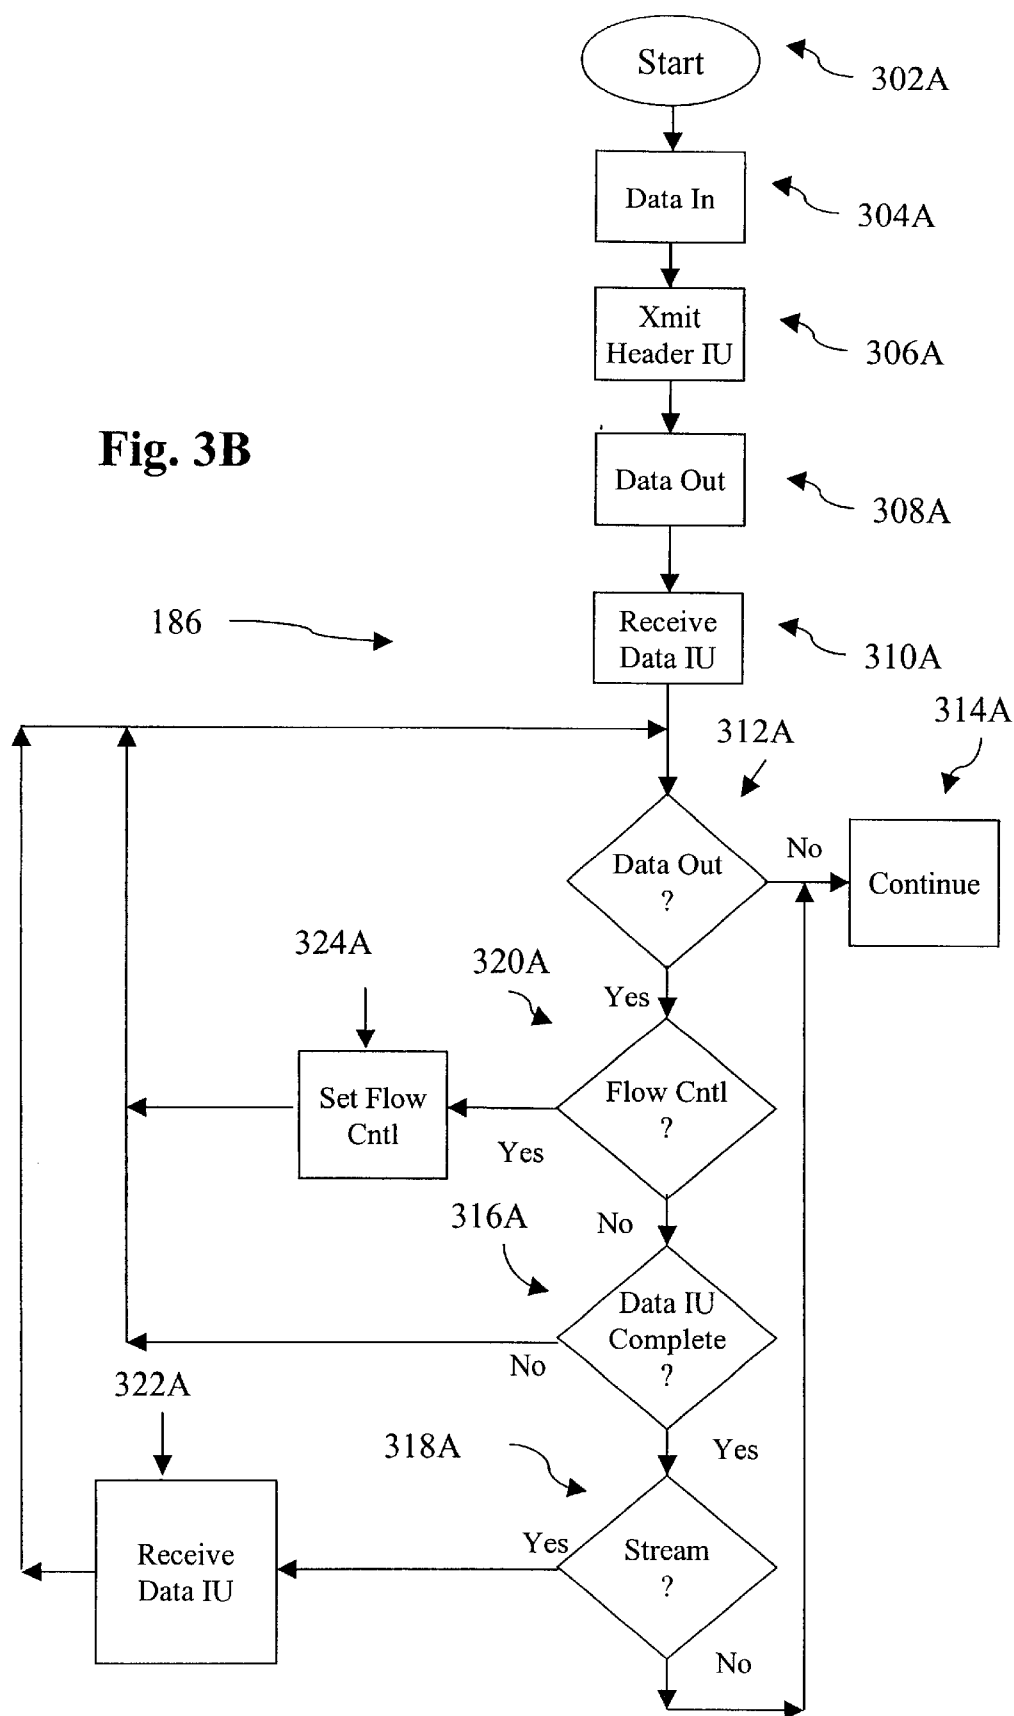 Start
302A
Data In
304A
Xmit
Header IU
306A
Fig. 3B
Data Out
308A
186
Receive
Data IU
310A
314A
312A
Data Out
?
No
Continue
324A
320A
Yes
Set Flow
Cntl
Flow Cntl
?
Yes
316A
No
Data IU
Complete
?
No
322A
318A
Yes
Receive
Data IU
Yes
Stream
?
No